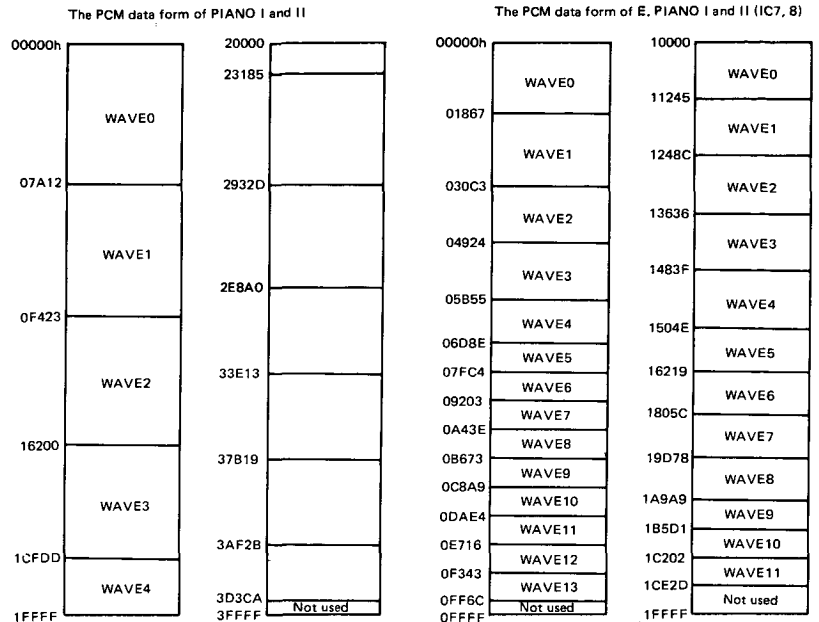 The PCM data form of PIANO I and II
00000h
WAVE0
07A12
WAVE1
0F423
WAVE2
16200
WAVE3
1CFDD
WAVE4
1FFFF
20000
23185
2932D
2E8A0
33E13
37B19
3AF2B
3D3CA
Not used
3FFFF
The PCM data form of E. PIANO I and II (IC7, 8)
00000h
WAVE0
01867
WAVE1
030C3
WAVE2
04924
WAVE3
05B55
WAVE4
06D8E
WAVE5
07FC4
WAVE6
09203
WAVE7
0A43E
WAVE8
0B673
WAVE9
0C8A9
WAVE10
0DAE4
WAVE11
0E716
WAVE12
0F343
WAVE13
0FF6C
Not used
0FFFF
10000
WAVE0
11245
WAVE1
1248C
WAVE2
13636
WAVE3
1483F
WAVE4
1504E
WAVE5
16219
WAVE6
1805C
WAVE7
19D78
WAVE8
1A9A9
WAVE9
1B5D1
WAVE10
1C202
WAVE11
1CE2D
Not used
1FFFF